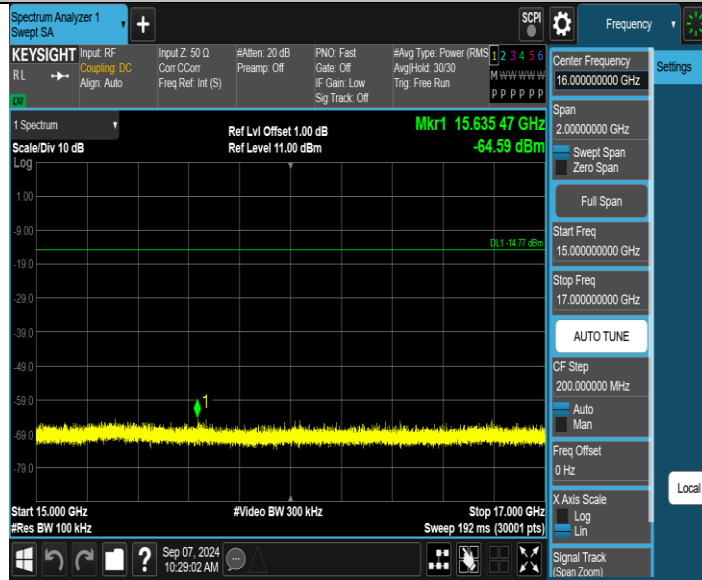 Spectrum Analyzer 1
Swept SA
+
SCPI
Frequency
KEYSIGHT
RL
LXI
Input: RF
Coupling: DC
Align: Auto
Input Z: 50 Ω
Corr CCorr
Freq Ref: Int (S)
#Atten: 20 dB
Preamp: Off
PNO: Fast
Gate: Off
IF Gain: Low
Sig Track: Off
#Avg Type: Power (RMS
Avg|Hold: 30/30
Trig: Free Run
1 2 3 4 5 6
M W W W W W
P P P P P P
1 Spectrum
Scale/Div 10 dB
Log
Ref Lvl Offset 1.00 dB
Ref Level 11.00 dBm
Mkr1 15.635 47 GHz
-64.59 dBm
1.00
-9.00
DL1 -14.77 dBm
-19.0
-29.0
-39.0
-49.0
-59.0
1
-69.0
-79.0
Start 15.000 GHz
#Res BW 100 kHz
#Video BW 300 kHz
Stop 17.000 GHz
Sweep 192 ms (30001 pts)
?
Sep 07, 2024
10:29:02 AM
Center Frequency
16.000000000 GHz
Span
2.00000000 GHz
Swept Span
Zero Span
Full Span
Start Freq
15.000000000 GHz
Stop Freq
17.000000000 GHz
AUTO TUNE
CF Step
200.000000 MHz
Auto
Man
Freq Offset
0 Hz
X Axis Scale
Log
Lin
Signal Track
(Span Zoom)
Settings
Local